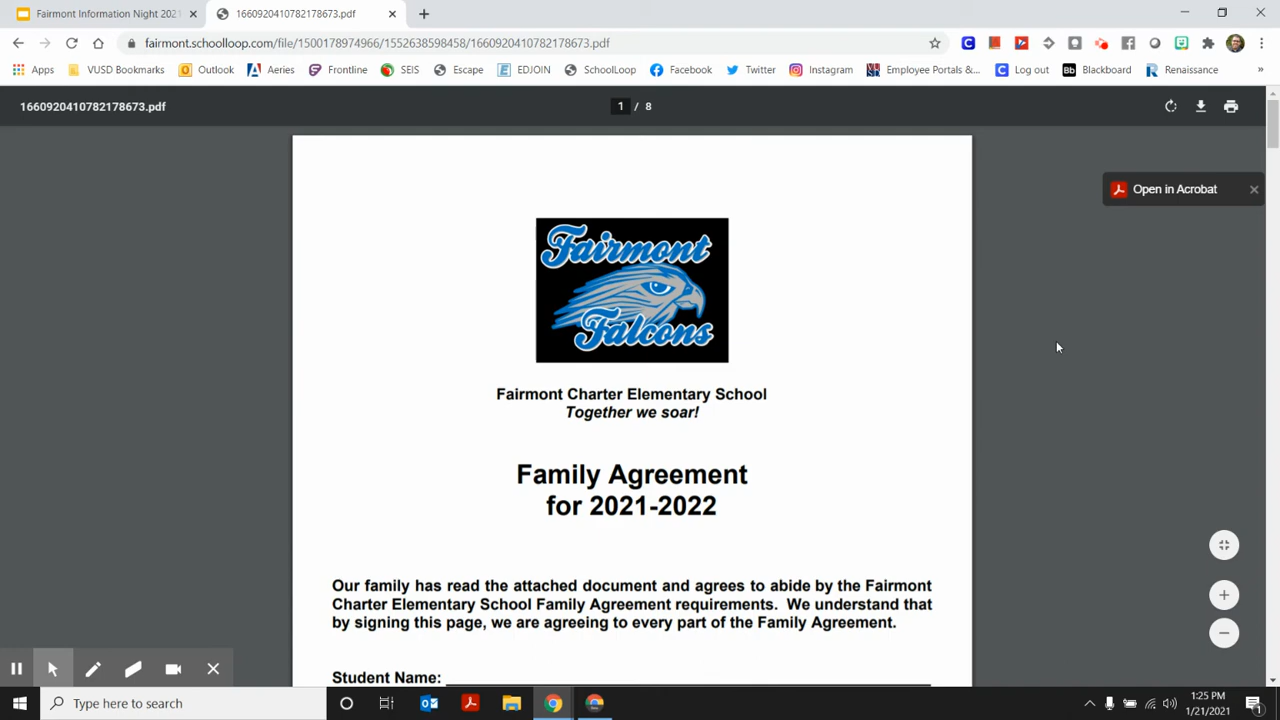 Fairmont Information Night 2021
1660920410782178673.pdf
fairmont.schoolloop.com/file/1500178974966/1552638598458/1660920410782178673.pdf
Apps VUSD Bookmarks Outlook Aeries Frontline SEIS Escape EDJOIN SchoolLoop Facebook Twitter Instagram Employee Portals &... Log out Bb Blackboard Renaissance »
1660920410782178673.pdf 1 / 8
Open in Acrobat
Fairmont
Falcons
Fairmont Charter Elementary School
Together we soar!
Family Agreement
for 2021-2022
Our family has read the attached document and agrees to abide by the Fairmont
Charter Elementary School Family Agreement requirements. We understand that
by signing this page, we are agreeing to every part of the Family Agreement.
Student Name:
Type here to search
1:25 PM
1/21/2021
1